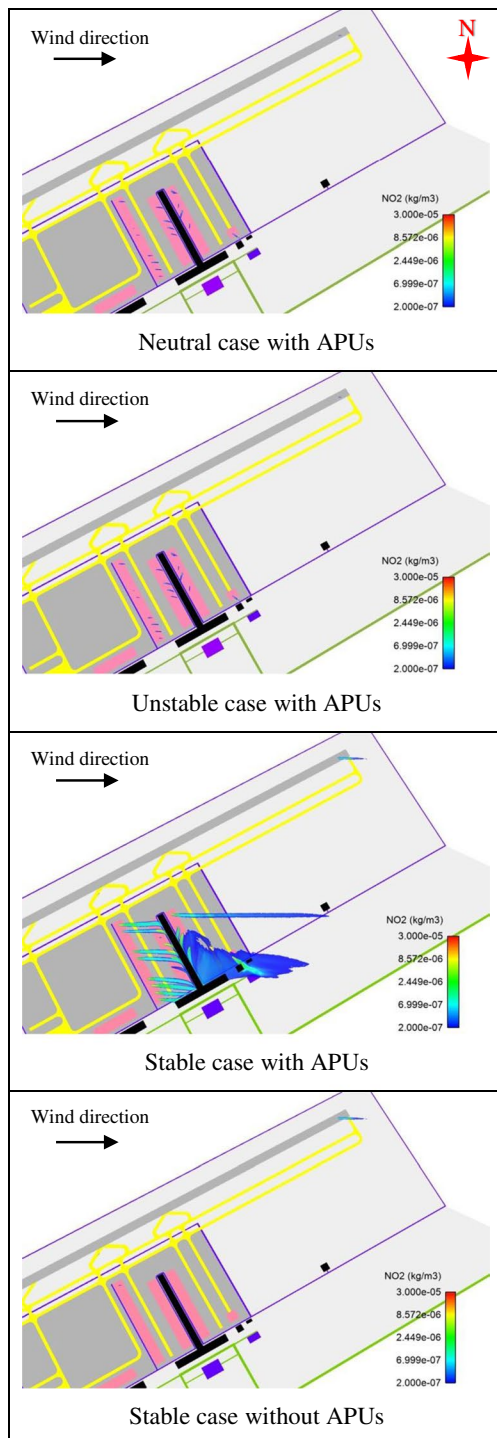 Wind direction
N
NO2 (kg/m3)
3.000e-05
8.572e-06
2.449e-06
6.999e-07
2.000e-07
Neutral case with APUs
Wind direction
NO2 (kg/m3)
3.000e-05
8.572e-06
2.449e-06
6.999e-07
2.000e-07
Unstable case with APUs
Wind direction
NO2 (kg/m3)
3.000e-05
8.572e-06
2.449e-06
6.999e-07
2.000e-07
Stable case with APUs
Wind direction
NO2 (kg/m3)
3.000e-05
8.572e-06
2.449e-06
6.999e-07
2.000e-07
Stable case without APUs